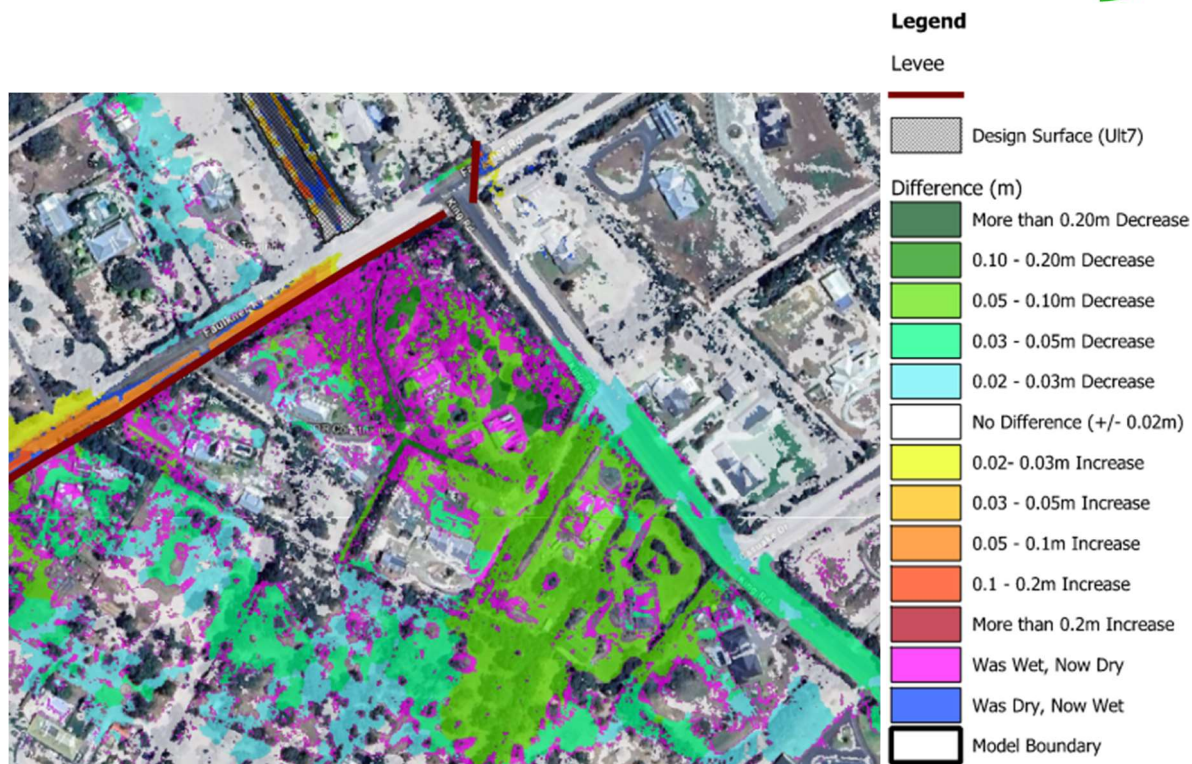 Legend
Levee
Design Surface (Ult7)
Difference (m)
More than 0.20m Decrease
0.10 - 0.20m Decrease
0.05 - 0.10m Decrease
0.03 - 0.05m Decrease
0.02 - 0.03m Decrease
No Difference (+/- 0.02m)
0.02- 0.03m Increase
0.03 - 0.05m Increase
0.05 - 0.1m Increase
0.1 - 0.2m Increase
More than 0.2m Increase
Was Wet, Now Dry
Was Dry, Now Wet
Model Boundary